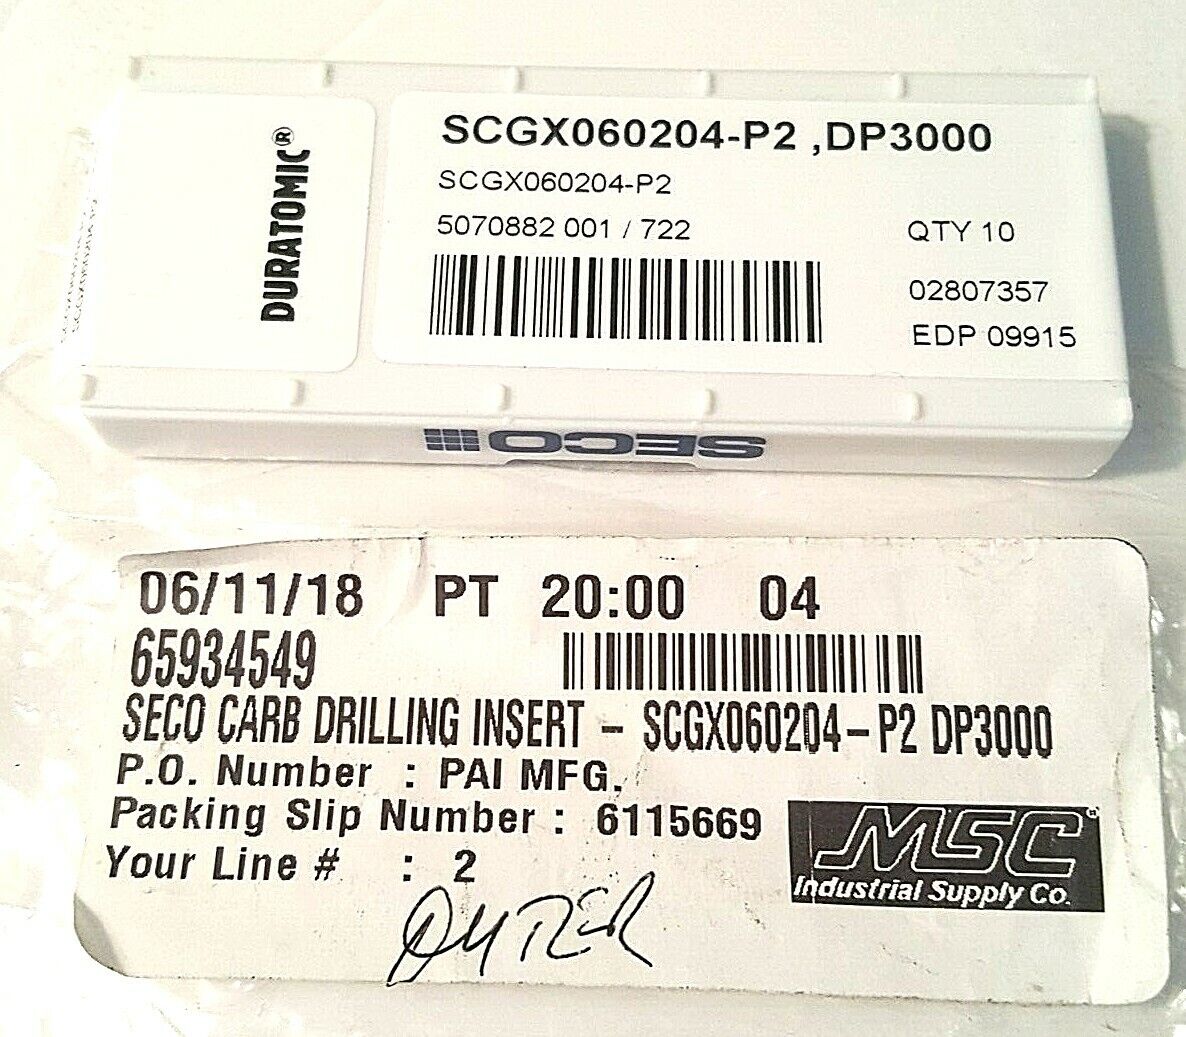 DURATOMIC®
SCGX060204-P2 ,DP3000
SCGX060204-P2
5070882 001 / 722
QTY 10
02807357
EDP 09915
SECO
06/11/18 PT 20:00 04
65934549
SECO CARB DRILLING INSERT - SCGX060204-P2 DP3000
P.O. Number : PAI MFG.
Packing Slip Number : 6115669
Your Line # : 2
MSC®
Industrial Supply Co.